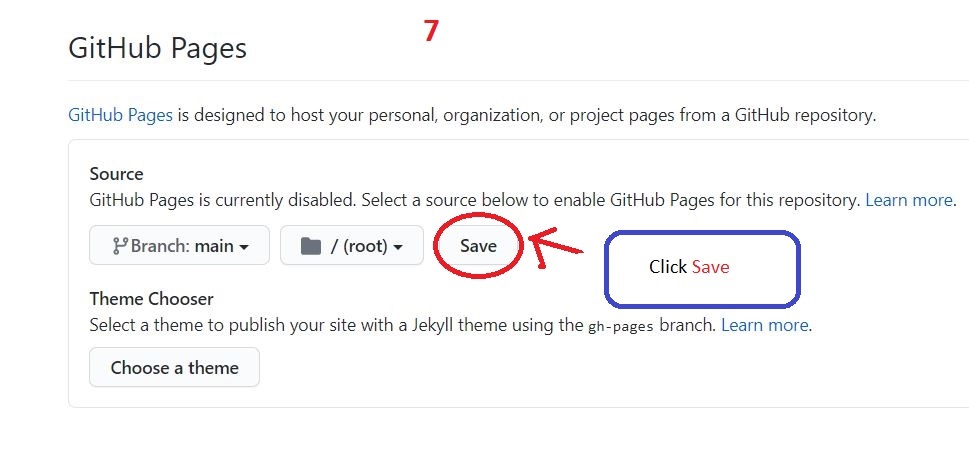 7
GitHub Pages
GitHub Pages is designed to host your personal, organization, or project pages from a GitHub repository.
Source
GitHub Pages is currently disabled. Select a source below to enable GitHub Pages for this repository. Learn more.
Branch: main / (root) Save
Click Save
Theme Chooser
Select a theme to publish your site with a Jekyll theme using the gh-pages branch. Learn more.
Choose a theme